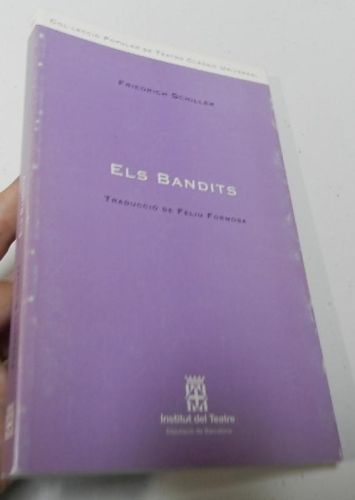 Col·lecció Popular de Teatre Clàssic Universal
Friedrich Schiller
Els Bandits
Traducció de Feliu Formosa
Institut del Teatre
Diputació de Barcelona